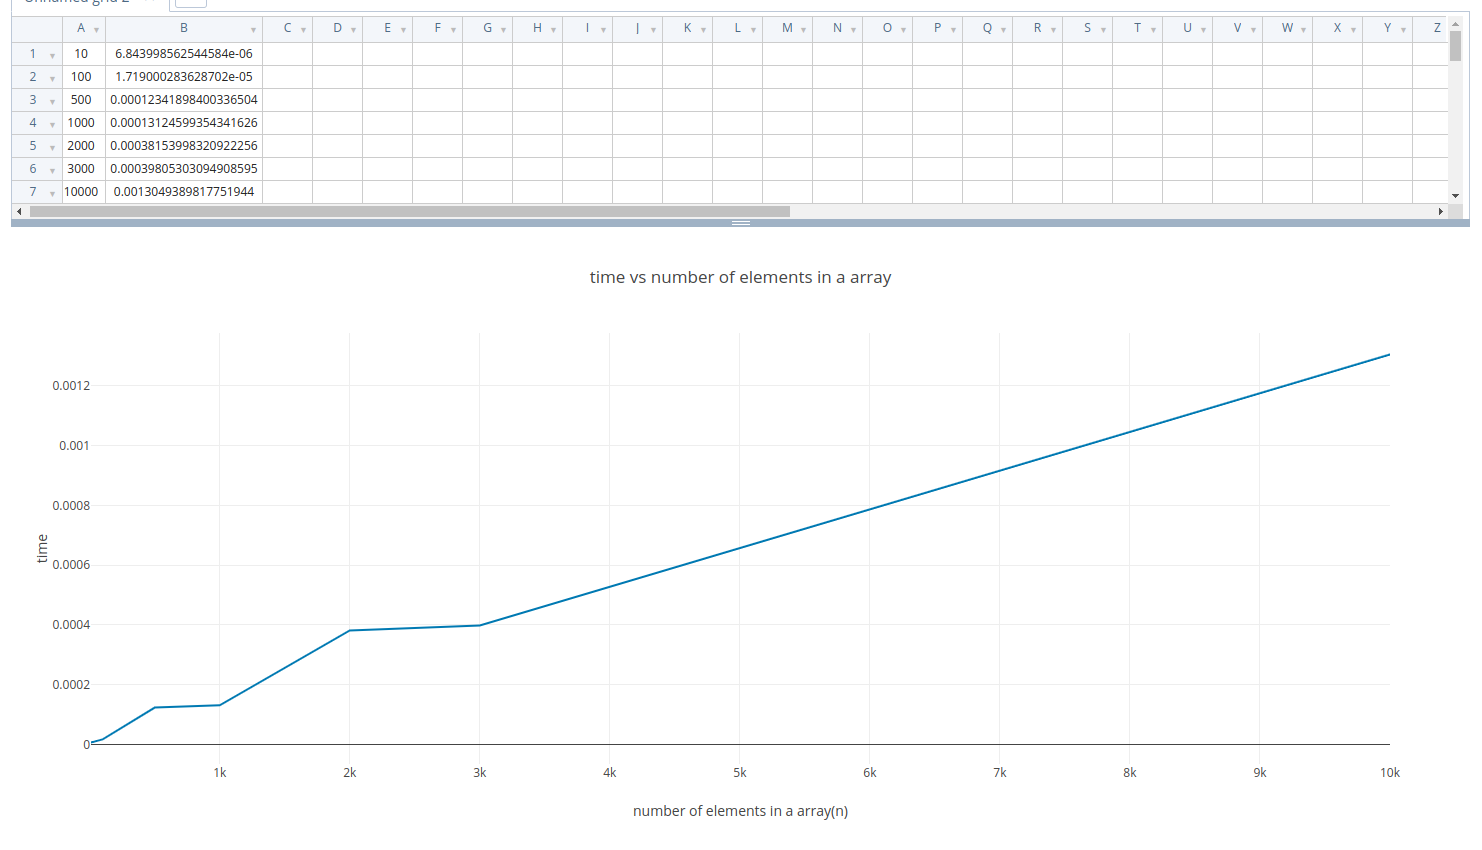 Unnamed grid 2
A B C D E F G H I J K L M N O P Q R S T U V W X Y Z
1 10 6.843998562544584e-06
2 100 1.719000283628702e-05
3 500 0.00012341898400336504
4 1000 0.00013124599354341626
5 2000 0.00038153998320922256
6 3000 0.00039805303094908595
7 10000 0.0013049389817751944
time vs number of elements in a array
0.0012
0.001
0.0008
0.0006
0.0004
0.0002
0
time
1k 2k 3k 4k 5k 6k 7k 8k 9k 10k
number of elements in a array(n)